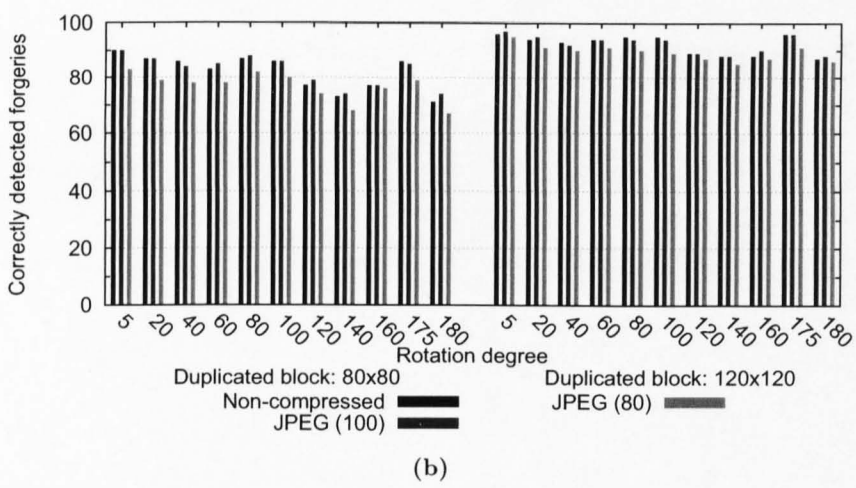 Correctly detected forgeries
100
80
60
40
20
0
5 20 40 60 80 100 120 140 160 175 180 5 20 40 60 80 100 120 140 160 175 180
Rotation degree
Duplicated block: 80x80 Duplicated block: 120x120
Non-compressed JPEG (80)
JPEG (100)
(b)